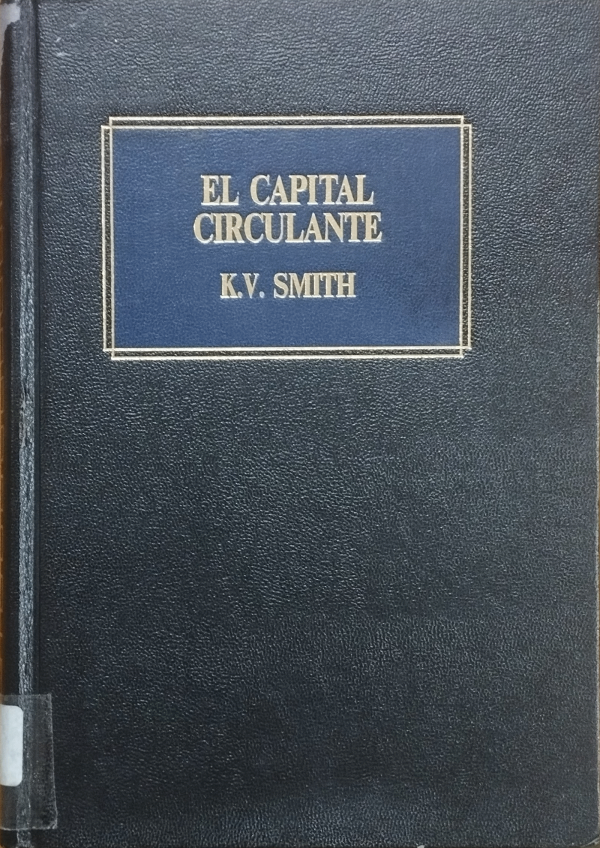 EL CAPITAL
CIRCULANTE
K.V. SMITH